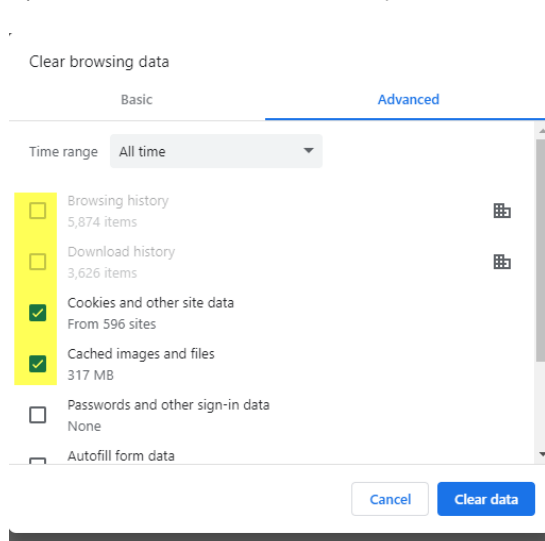 Clear browsing data
Basic Advanced
Time range All time
Browsing history
5,874 items
Download history
3,626 items
Cookies and other site data
From 596 sites
Cached images and files
317 MB
Passwords and other sign-in data
None
Autofill form data
Cancel Clear data